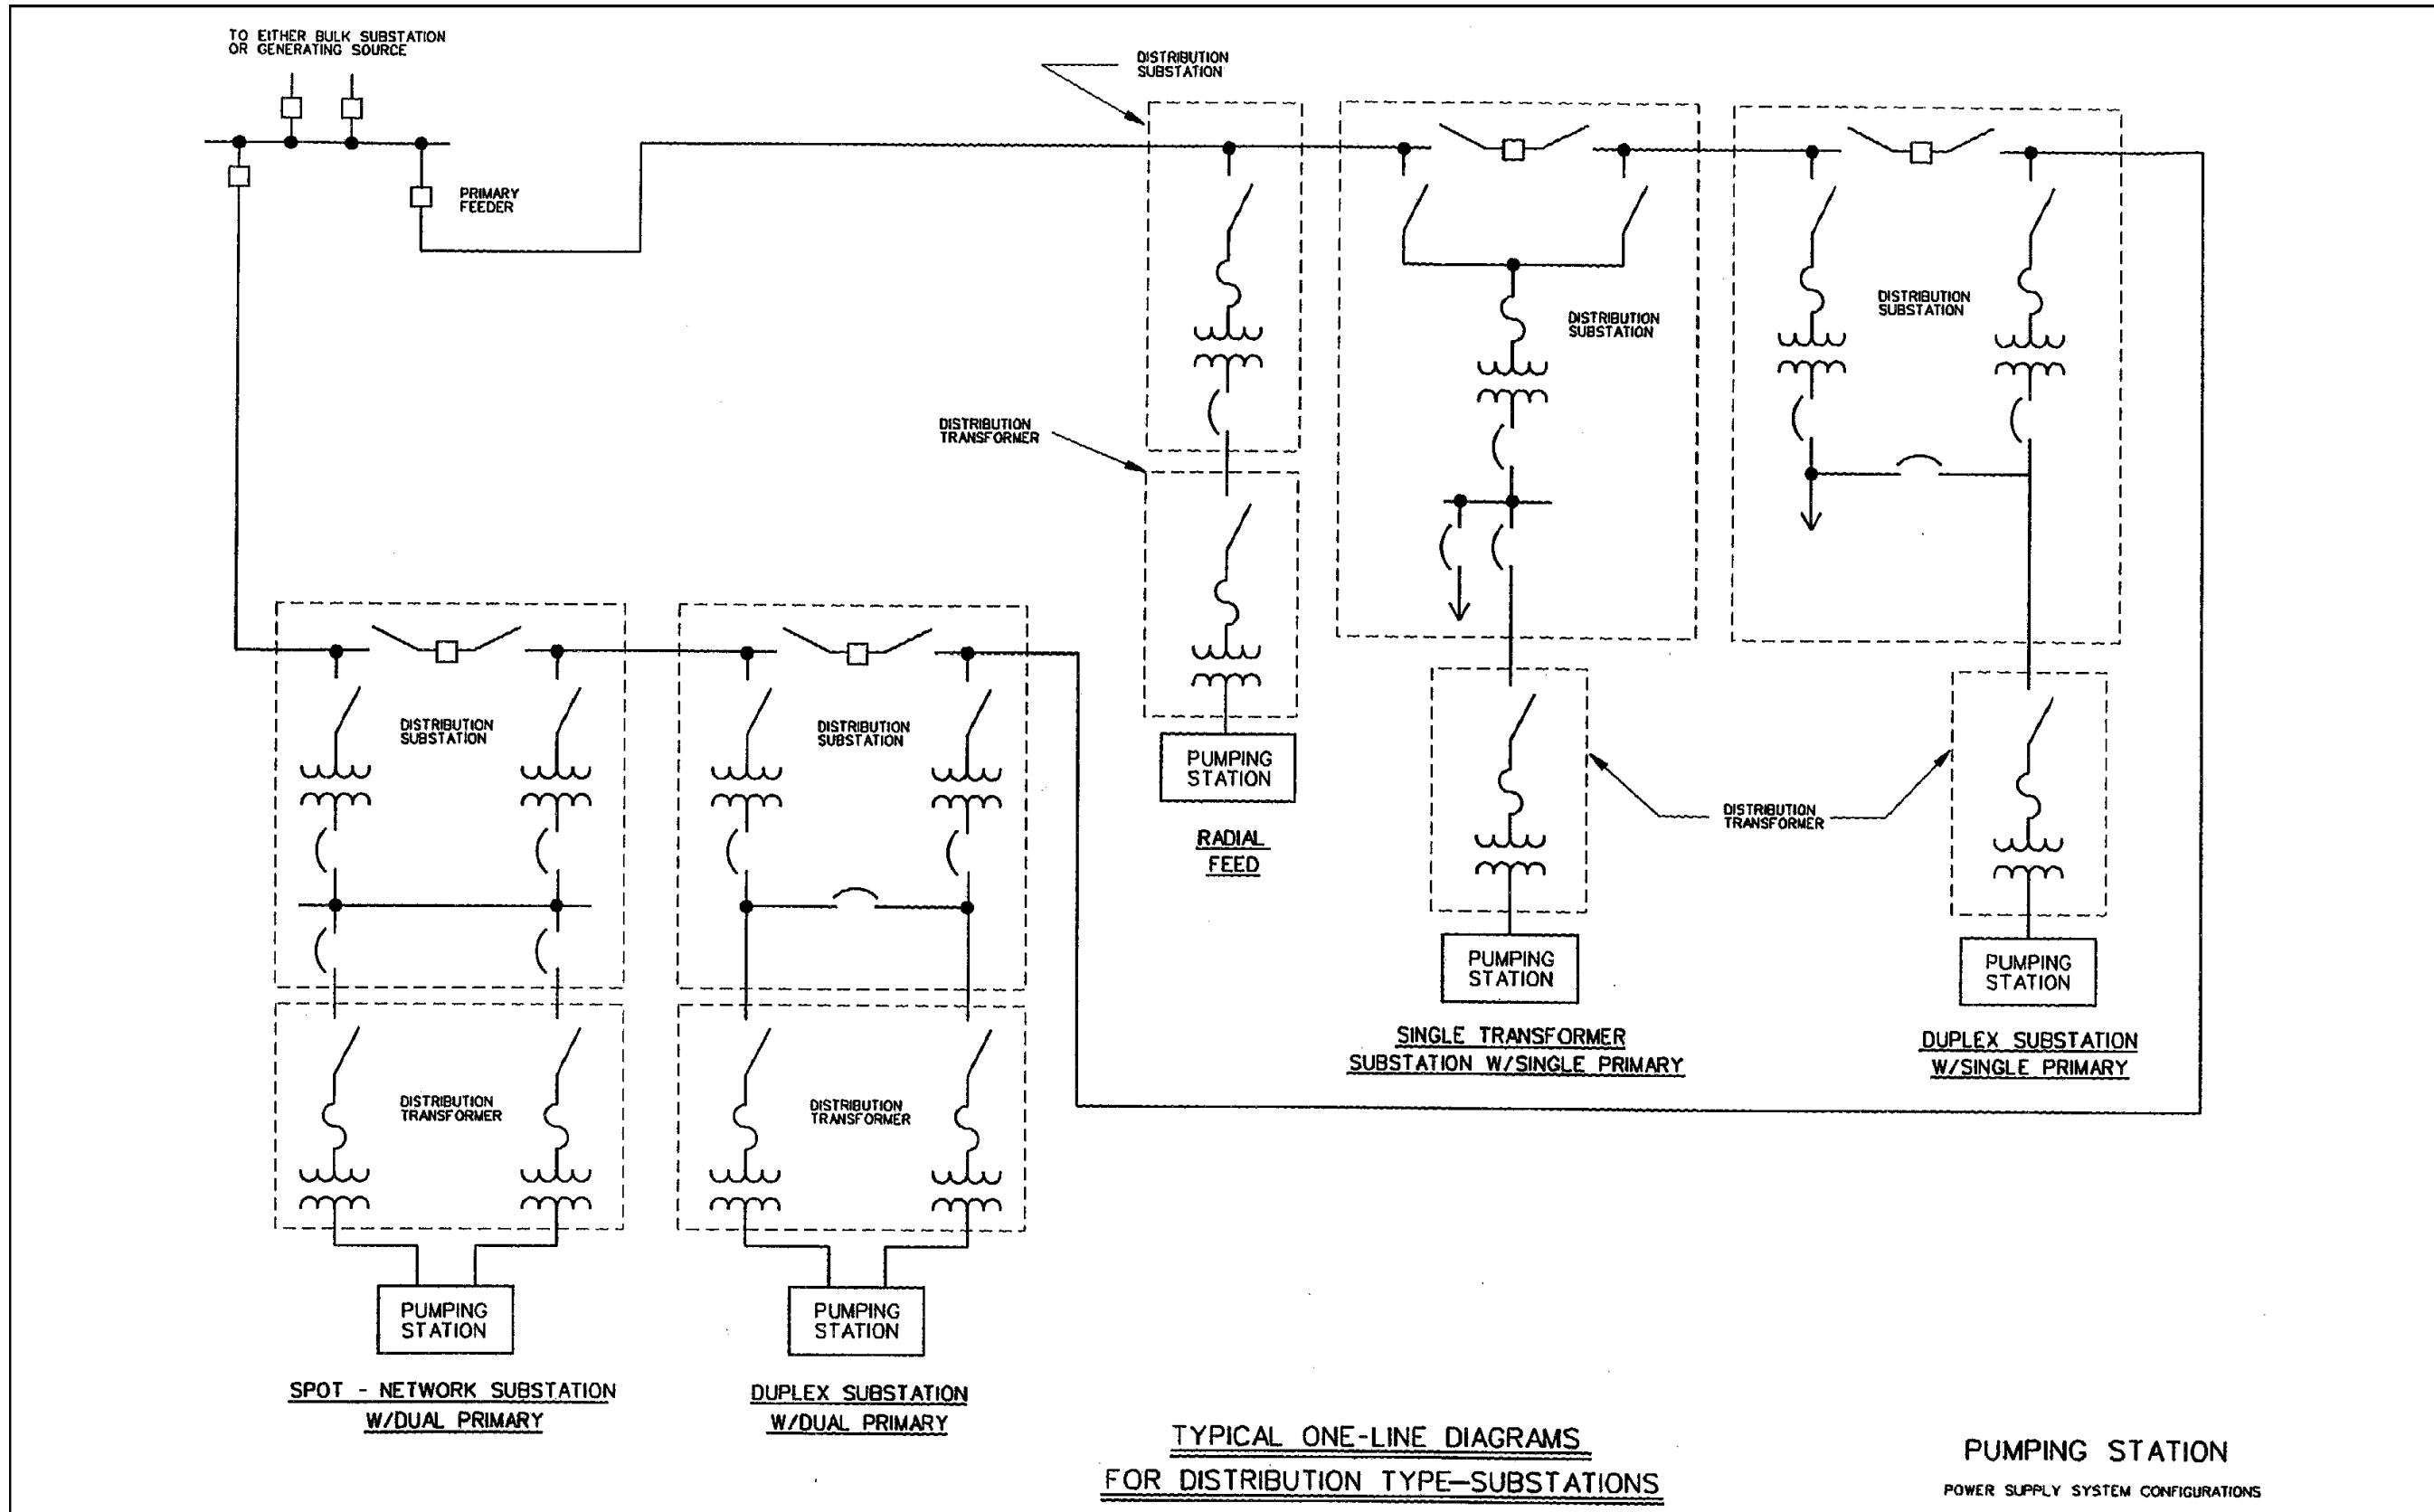 TO EITHER BULK SUBSTATION
OR GENERATING SOURCE
PRIMARY
FEEDER
DISTRIBUTION
SUBSTATION
DISTRIBUTION
SUBSTATION
DISTRIBUTION
SUBSTATION
DISTRIBUTION
TRANSFORMER
DISTRIBUTION
SUBSTATION
DISTRIBUTION
SUBSTATION
PUMPING
STATION
RADIAL
FEED
DISTRIBUTION
TRANSFORMER
PUMPING
STATION
SINGLE TRANSFORMER
SUBSTATION W/SINGLE PRIMARY
PUMPING
STATION
DUPLEX SUBSTATION
W/SINGLE PRIMARY
DISTRIBUTION
TRANSFORMER
DISTRIBUTION
TRANSFORMER
PUMPING
STATION
PUMPING
STATION
SPOT - NETWORK SUBSTATION
W/DUAL PRIMARY
DUPLEX SUBSTATION
W/DUAL PRIMARY
TYPICAL ONE-LINE DIAGRAMS
FOR DISTRIBUTION TYPE-SUBSTATIONS
PUMPING STATION
POWER SUPPLY SYSTEM CONFIGURATIONS